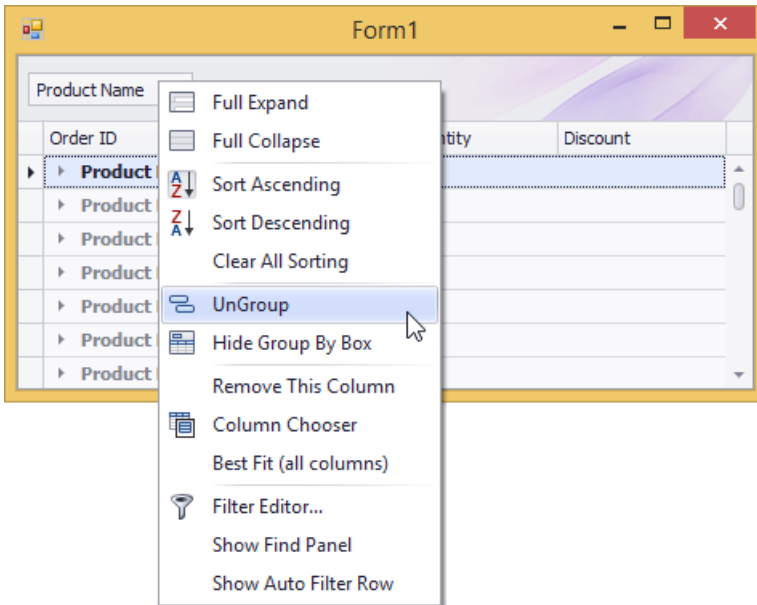 Form1
Product Name
Order ID
Discount
Product
Product
Product
Product
Product
Product
Product
Full Expand
Full Collapse
Sort Ascending
Sort Descending
Clear All Sorting
UnGroup
Hide Group By Box
Remove This Column
Column Chooser
Best Fit (all columns)
Filter Editor...
Show Find Panel
Show Auto Filter Row